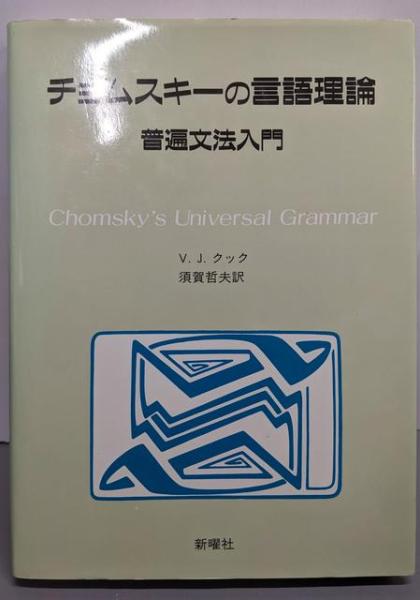 チョムスキーの言語理論
普遍文法入門
Chomsky's Universal Grammar
V. J. クック
須賀哲夫訳
新曜社